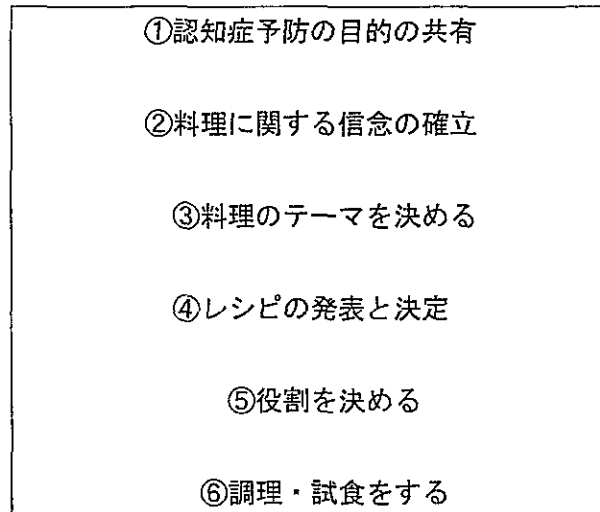 ①認知症予防の目的の共有
②料理に関する信念の確立
③料理のテーマを決める
④レシピの発表と決定
⑤役割を決める
⑥調理・試食をする